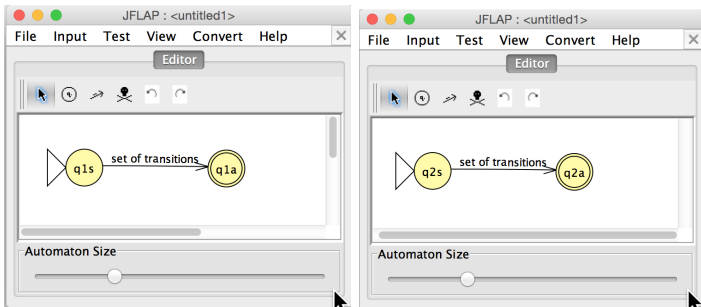 JFLAP : <untitled1>
File Input Test View Convert Help
Editor
q1s set of transitions q1a
Automaton Size
JFLAP : <untitled1>
File Input Test View Convert Help
Editor
q2s set of transitions q2a
Automaton Size